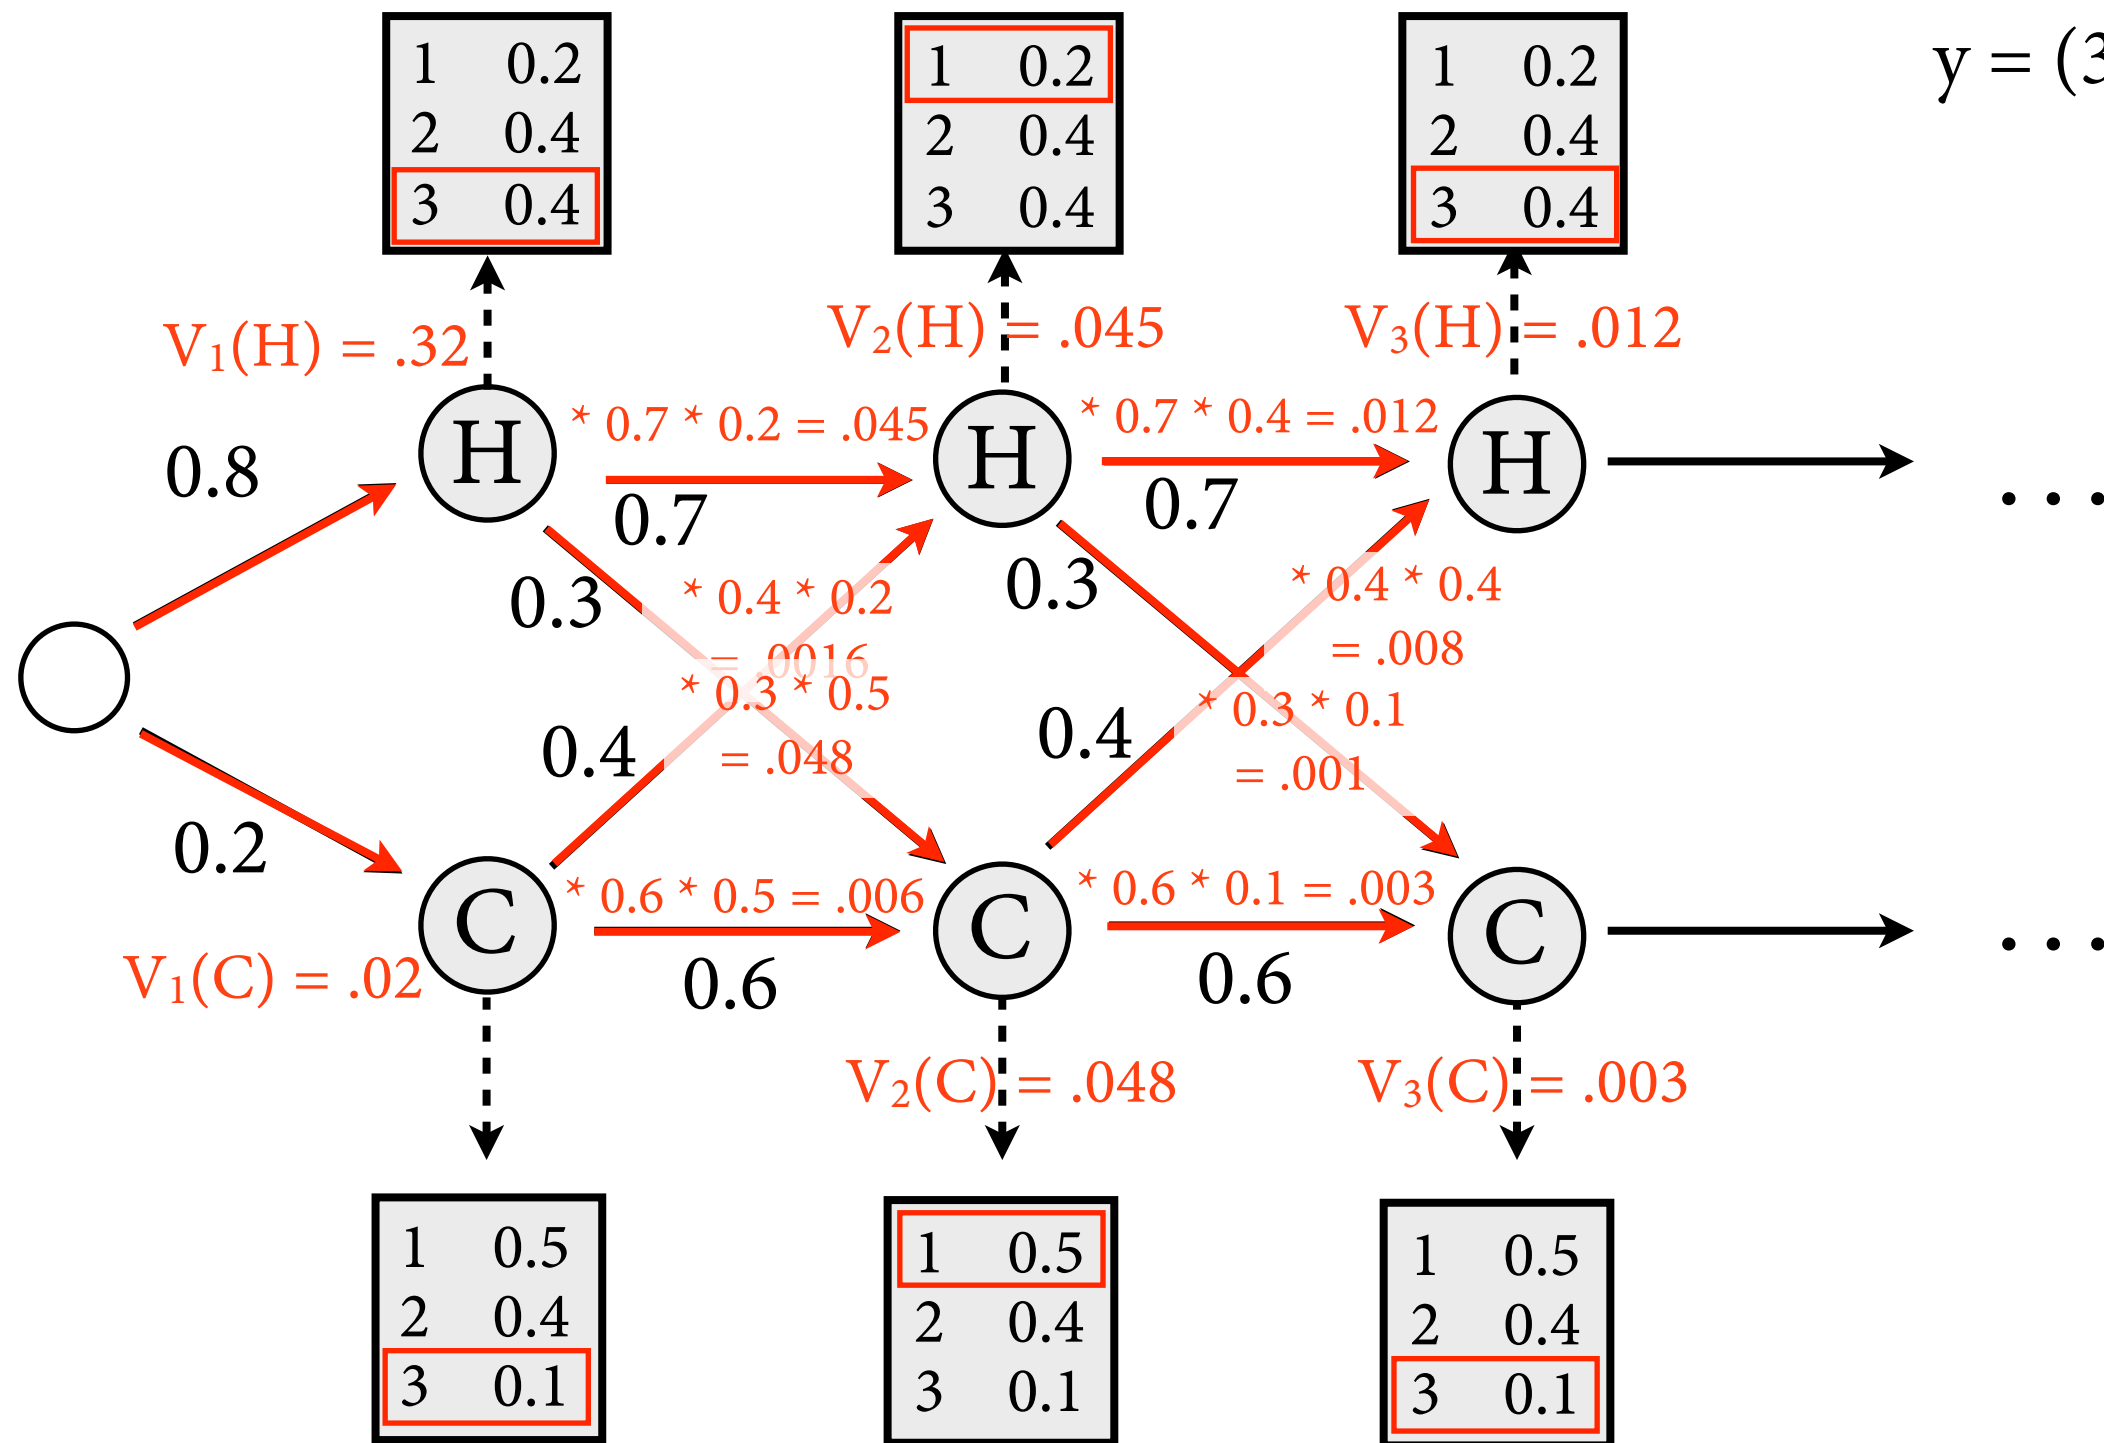 1 0.2
2 0.4
3 0.4
1 0.2
2 0.4
3 0.4
1 0.2
2 0.4
3 0.4
y = (3
V₁(H) = .32
V₂(H) = .045
V₃(H) = .012
0.8
H
* 0.7 * 0.2 = .045
0.7
H
* 0.7 * 0.4 = .012
0.7
H
. . .
0.3
* 0.4 * 0.2
= .0016
* 0.3 * 0.5
= .048
0.4
0.3
* 0.4 * 0.4
= .008
* 0.3 * 0.1
= .001
0.4
0.2
C
* 0.6 * 0.5 = .006
0.6
C
* 0.6 * 0.1 = .003
0.6
C
. . .
V₁(C) = .02
V₂(C) = .048
V₃(C) = .003
1 0.5
2 0.4
3 0.1
1 0.5
2 0.4
3 0.1
1 0.5
2 0.4
3 0.1